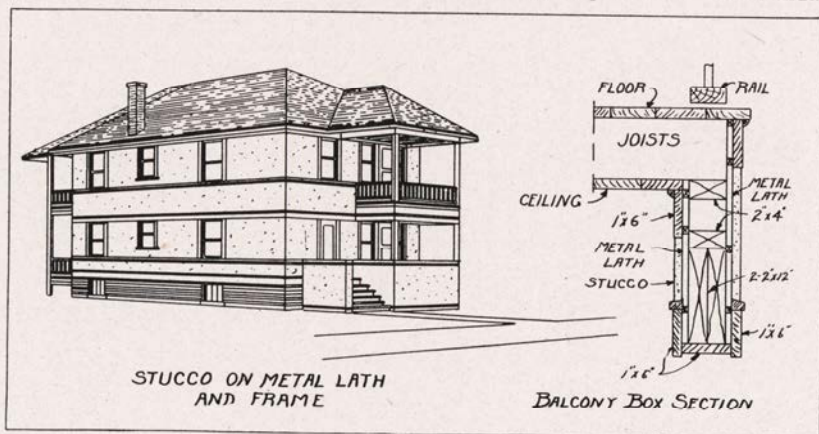 STUCCO ON METAL LATH
AND FRAME
FLOOR
RAIL
JOISTS
CEILING
METAL
LATH
1"x6"
2"x4"
METAL
LATH
STUCCO
2-2"x12"
1"x6"
1"x6"
BALCONY BOX SECTION